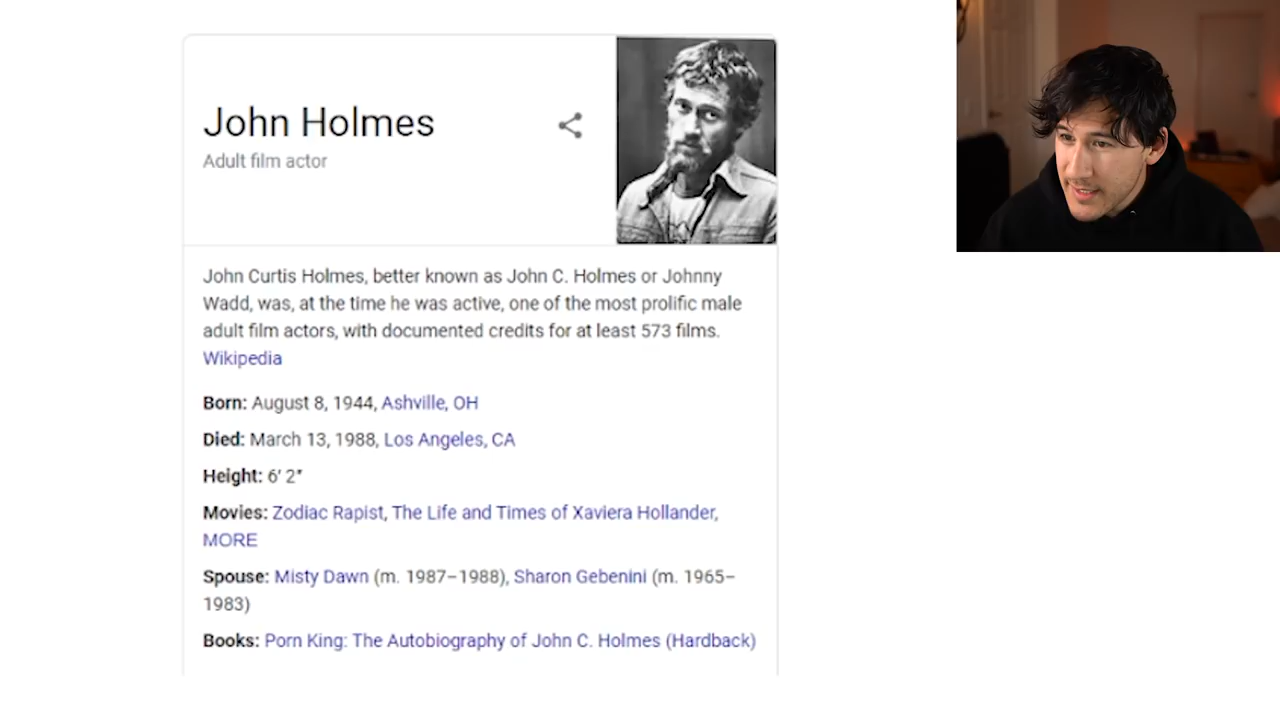 John Holmes
Adult film actor
John Curtis Holmes, better known as John C. Holmes or Johnny
Wadd, was, at the time he was active, one of the most prolific male
adult film actors, with documented credits for at least 573 films.
Wikipedia
Born: August 8, 1944, Ashville, OH
Died: March 13, 1988, Los Angeles, CA
Height: 6′ 2″
Movies: Zodiac Rapist, The Life and Times of Xaviera Hollander,
MORE
Spouse: Misty Dawn (m. 1987–1988), Sharon Gebenini (m. 1965–
1983)
Books: Porn King: The Autobiography of John C. Holmes (Hardback)